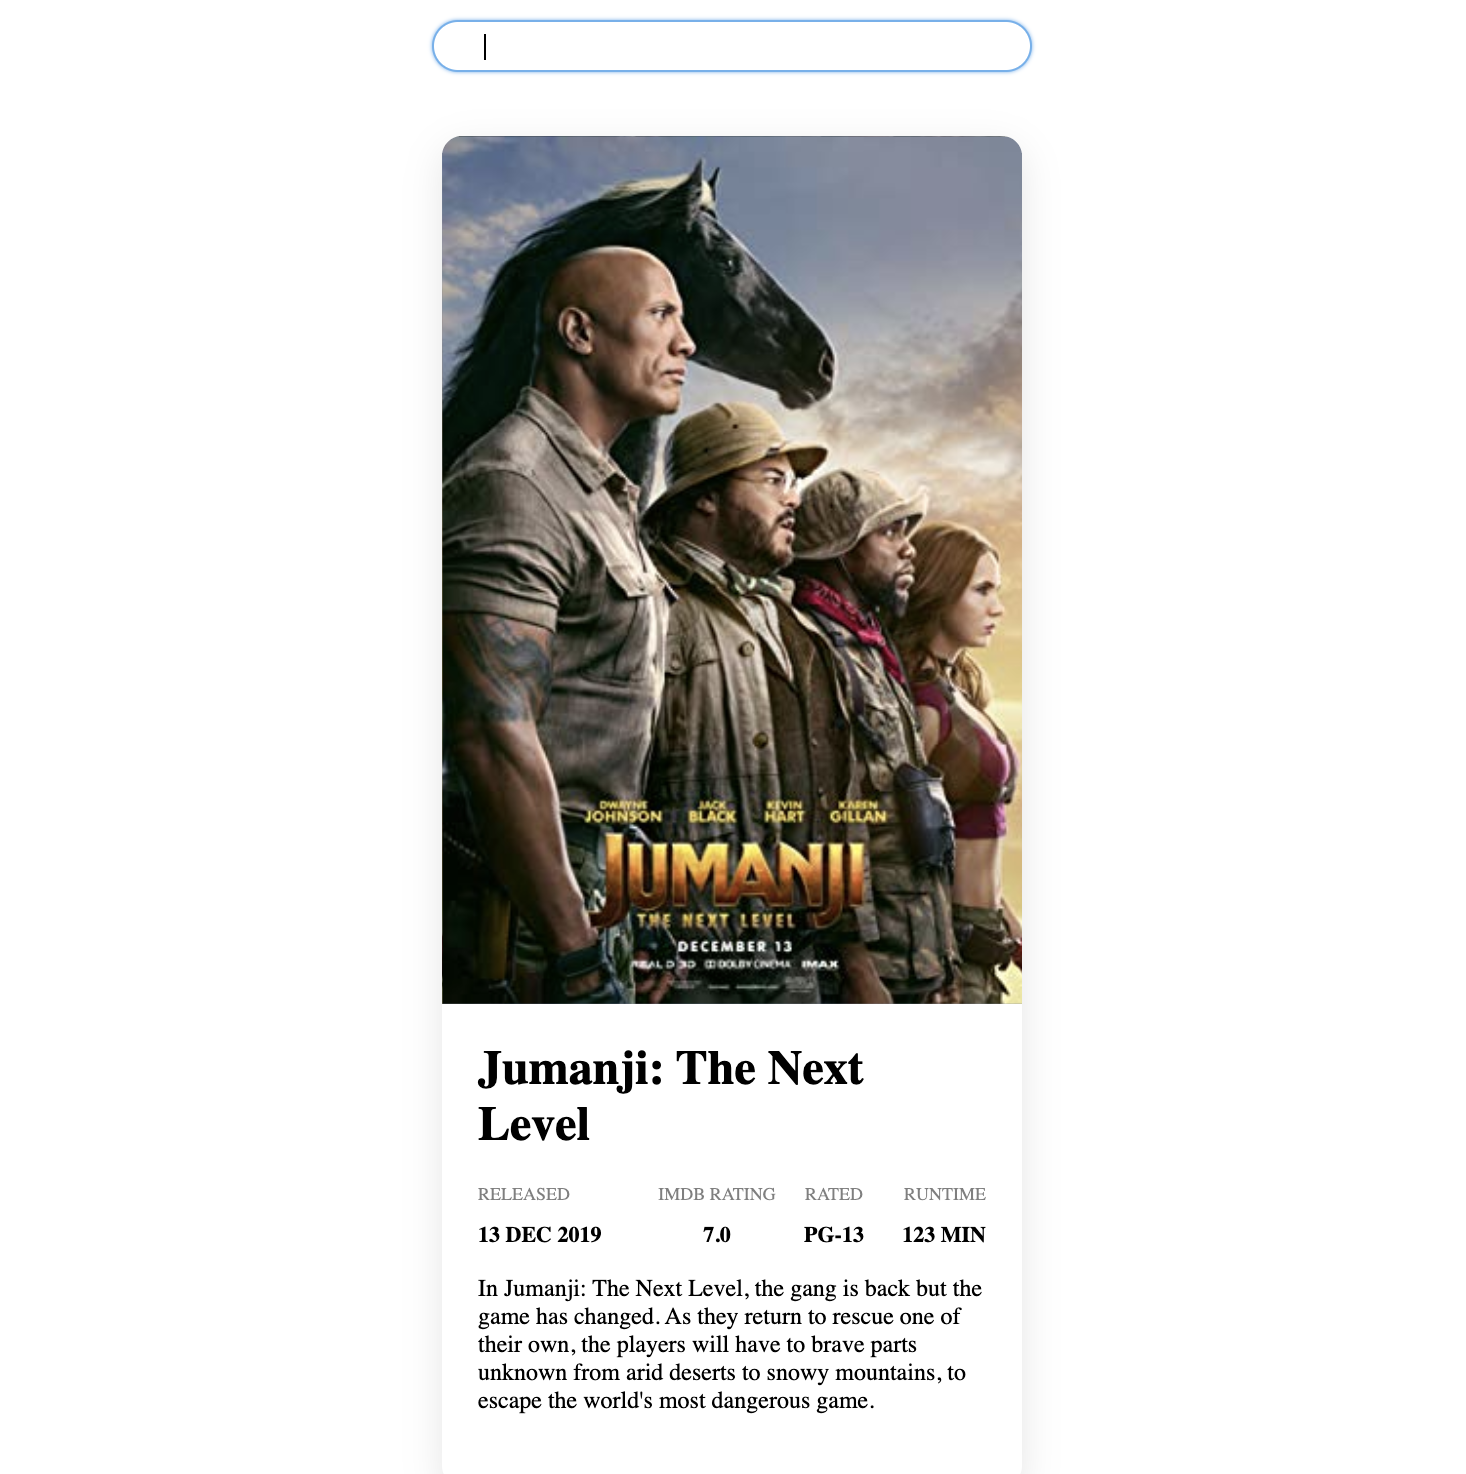 DWAYNE JACK KEVIN KAREN
JOHNSON BLACK HART GILLAN
JUMANJI
THE NEXT LEVEL
DECEMBER 13
REAL D 3D DOLBY CINEMA IMAX
Jumanji: The Next
Level
RELEASED IMDB RATING RATED RUNTIME
13 DEC 2019 7.0 PG-13 123 MIN
In Jumanji: The Next Level, the gang is back but the
game has changed. As they return to rescue one of
their own, the players will have to brave parts
unknown from arid deserts to snowy mountains, to
escape the world's most dangerous game.